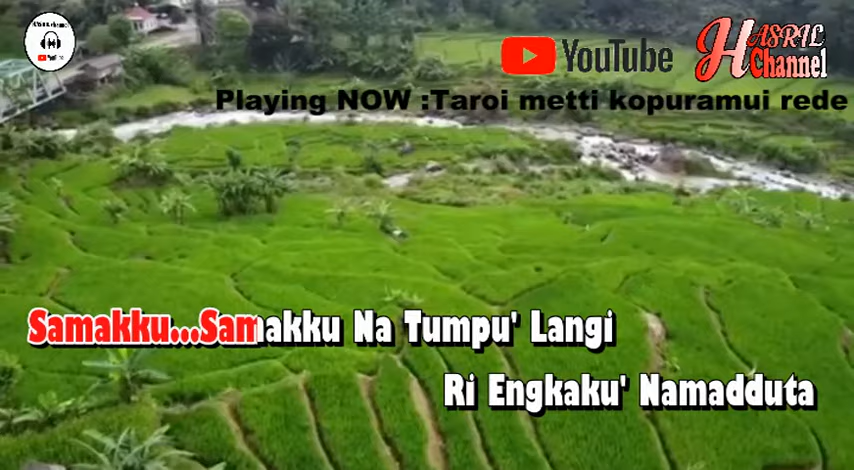 YouTube
HASRIL
Channel
Playing NOW :Taroi metti kopuramui rede
Samakku...Samakku Na Tumpu' Langi
Ri Engkaku' Namadduta